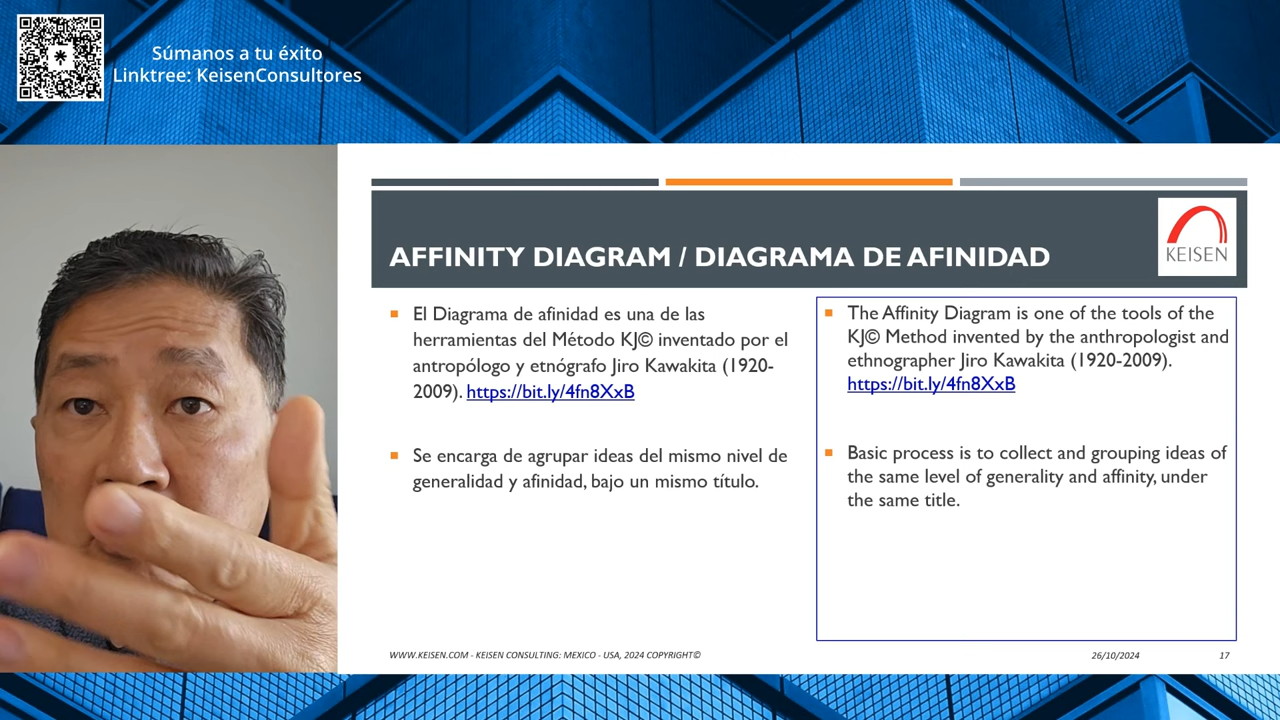 Súmanos a tu éxito
Linktree: KeisenConsultores
AFFINITY DIAGRAM / DIAGRAMA DE AFINIDAD
KEISEN
El Diagrama de afinidad es una de las
herramientas del Método KJ© inventado por el
antropólogo y etnógrafo Jiro Kawakita (1920-
2009). https://bit.ly/4fn8XxB
Se encarga de agrupar ideas del mismo nivel de
generalidad y afinidad, bajo un mismo título.
The Affinity Diagram is one of the tools of the
KJ© Method invented by the anthropologist and
ethnographer Jiro Kawakita (1920-2009).
https://bit.ly/4fn8XxB
Basic process is to collect and grouping ideas of
the same level of generality and affinity, under
the same title.
WWW.KEISEN.COM - KEISEN CONSULTING: MEXICO - USA, 2024 COPYRIGHT©
26/10/2024
17